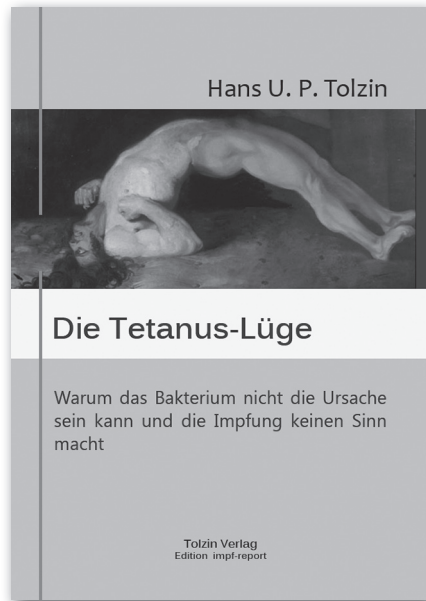 Hans U. P. Tolzin
Die Tetanus-Lüge
Warum das Bakterium nicht die Ursache
sein kann und die Impfung keinen Sinn
macht
Tolzin Verlag
Edition impf-report